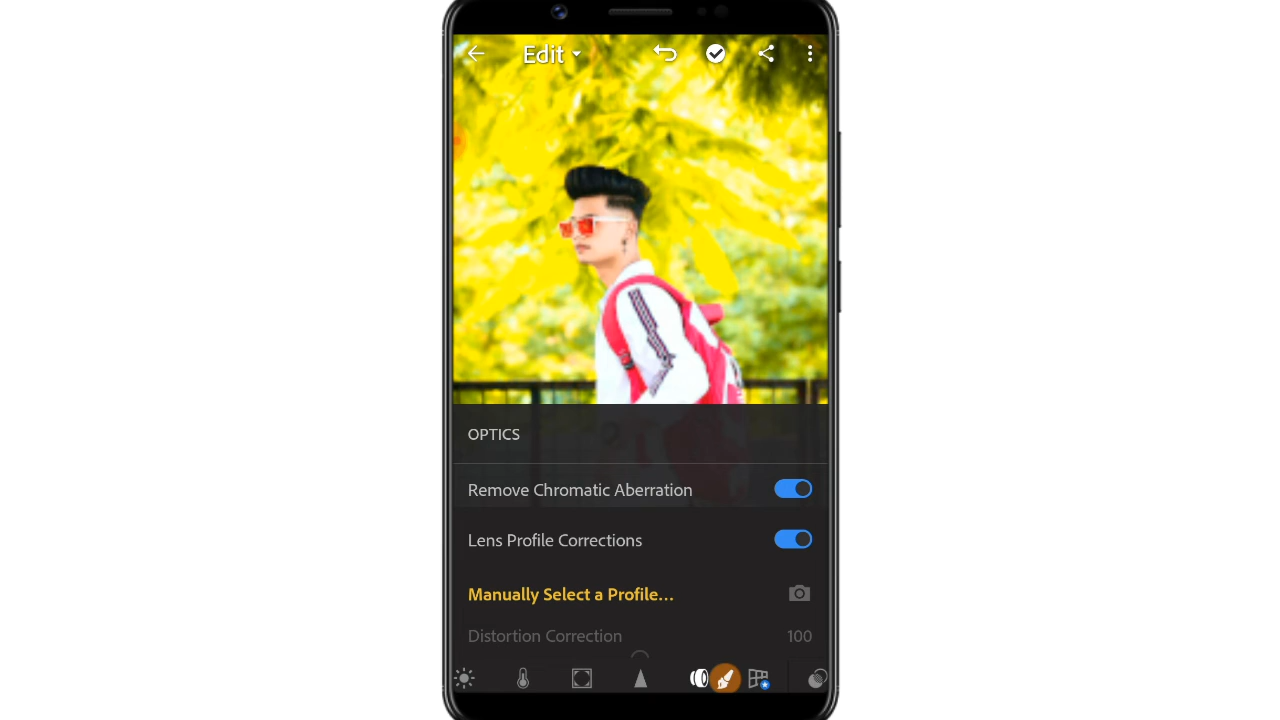 Edit
OPTICS
Remove Chromatic Aberration
Lens Profile Corrections
Manually Select a Profile...
Distortion Correction 100